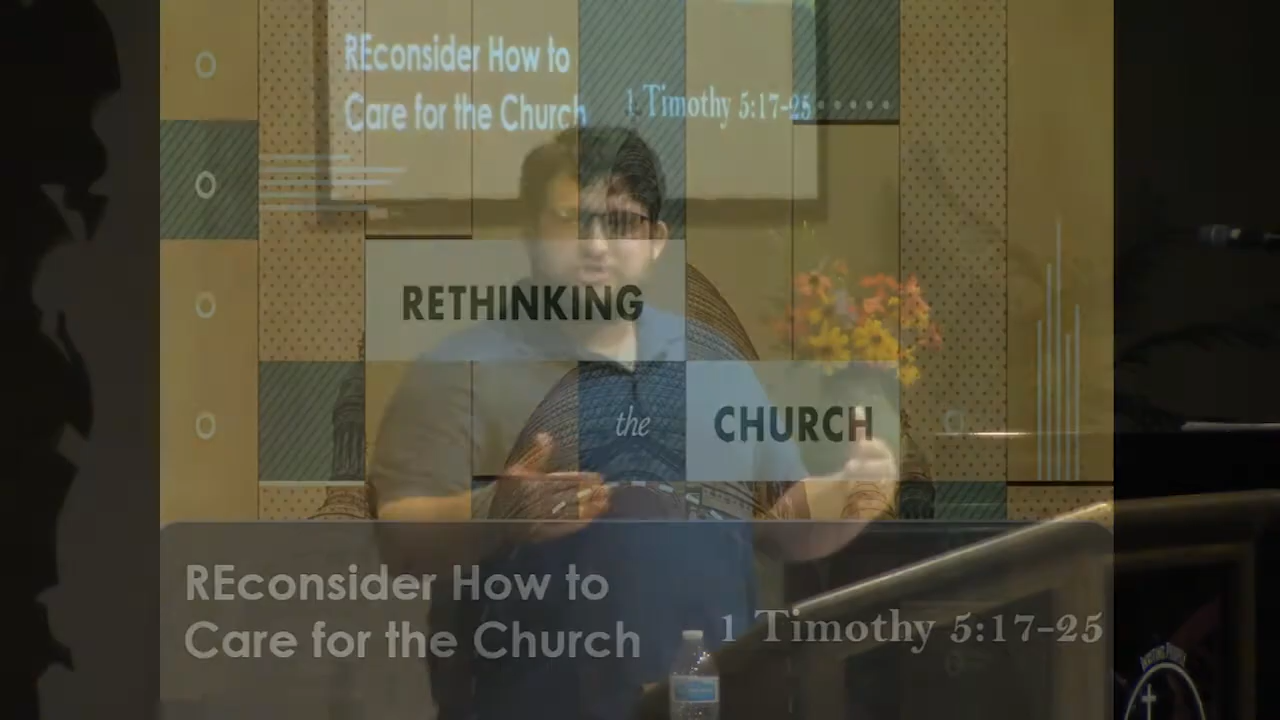 REconsider How to
Care for the Church
1 Timothy 5:17-25
RETHINKING
the CHURCH
REconsider How to
Care for the Church
1 Timothy 5:17-25